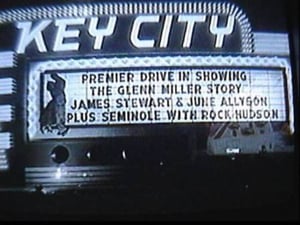 KEY CITY
PREMIER DRIVE IN SHOWING
THE GLENN MILLER STORY
JAMES STEWART & JUNE ALLYSON
PLUS SEMINOLE WITH ROCK HUDSON